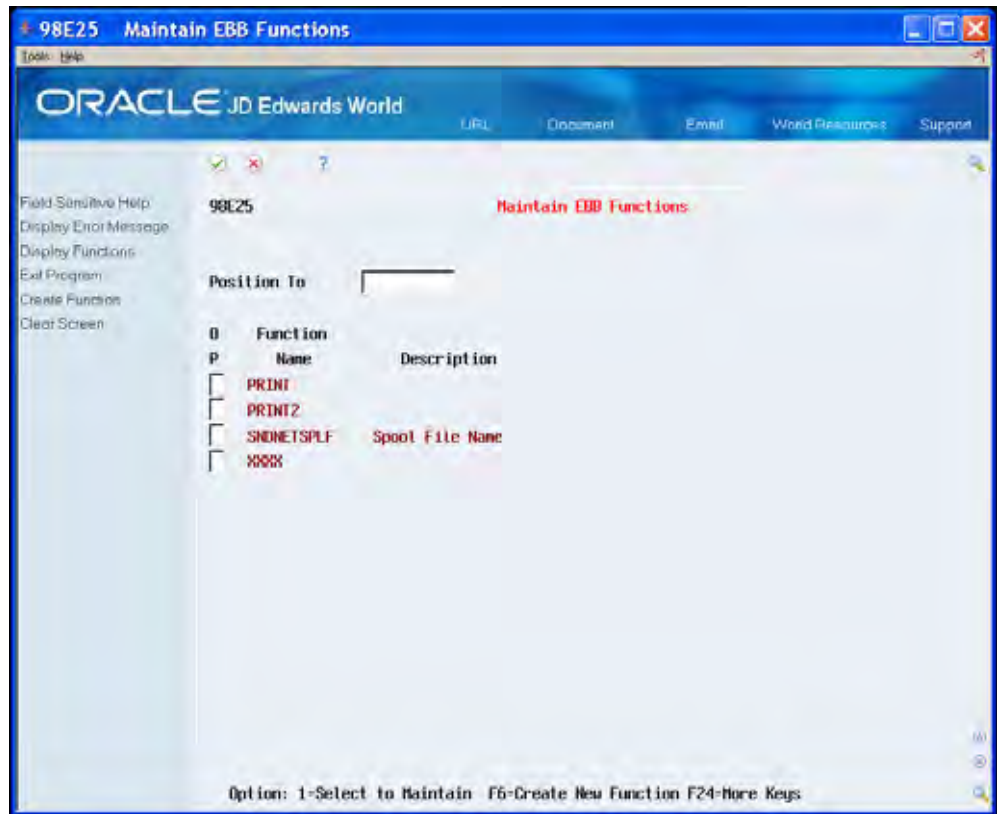 98E25 Maintain EBB Functions
Tools Help
ORACLE JD Edwards World
URL Document Email World Resources Support
?
Field Sensitive Help
Display Error Message
Display Functions
Exit Program
Create Function
Clear Screen
98E25 Maintain EBB Functions
Position To
O Function
P Name Description
PRINT
PRINT2
SNDNETSPLF Spool File Name
XXXX
Option: 1=Select to Maintain F6=Create New Function F24=More Keys